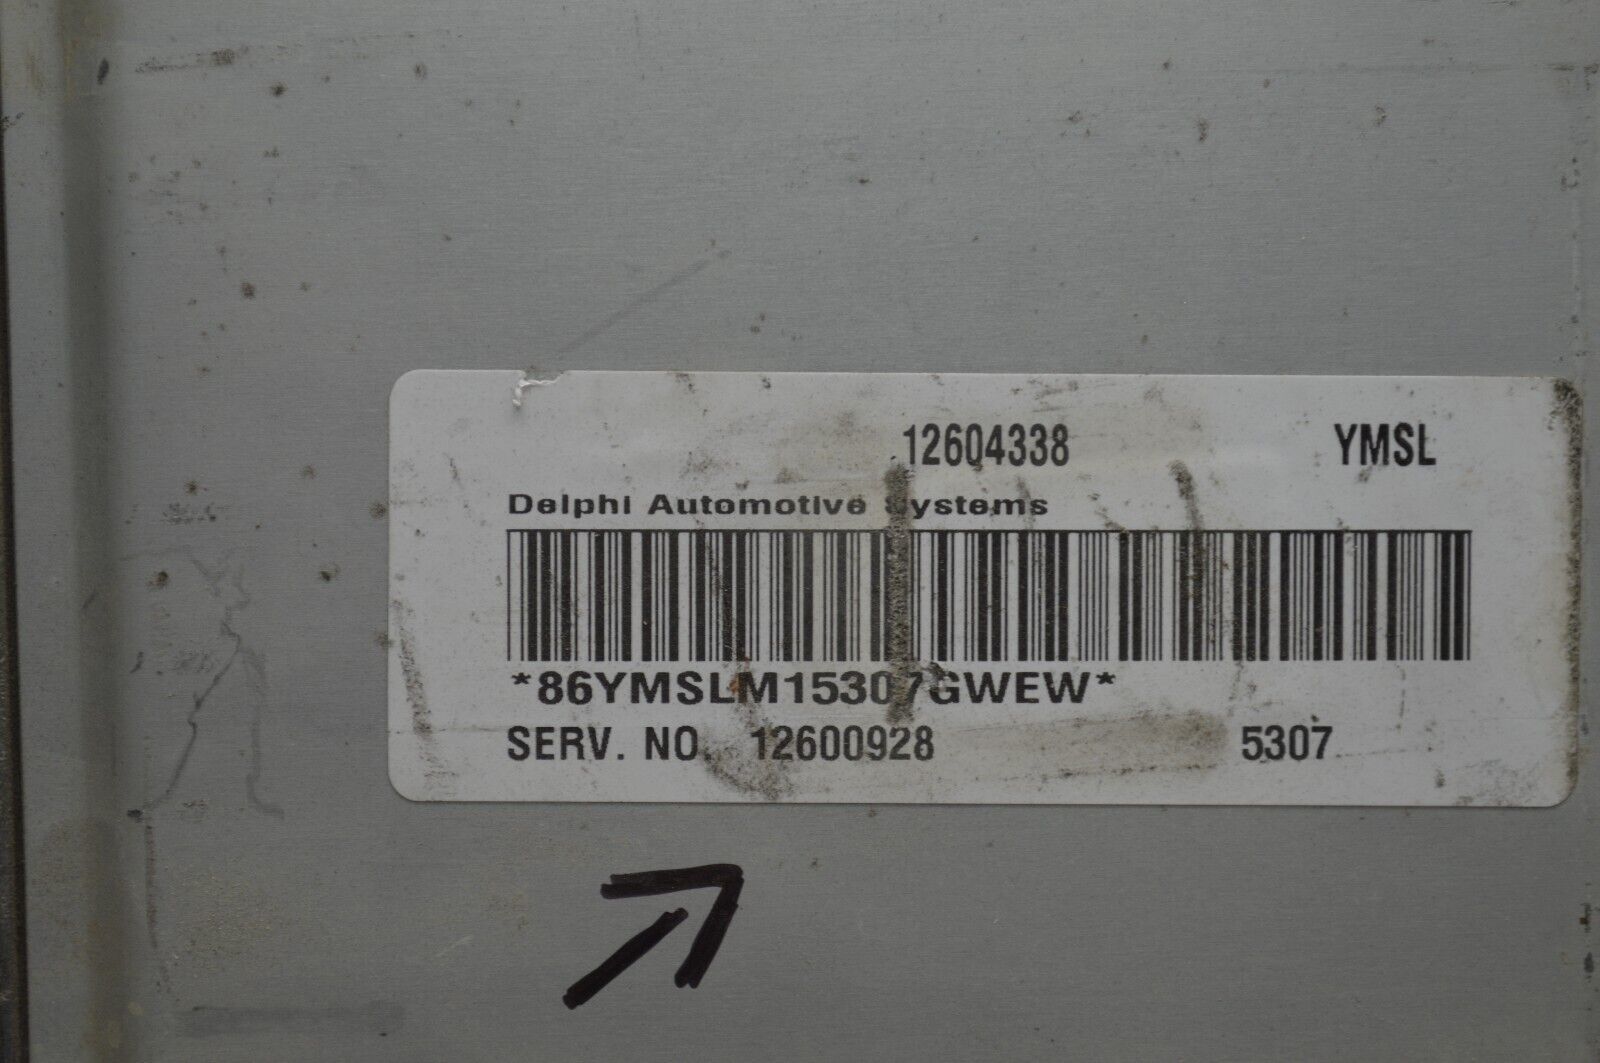 12604338 YMSL
Delphi Automotive Systems
*86YMSLM15307GWEW*
SERV. NO. 12600928 5307